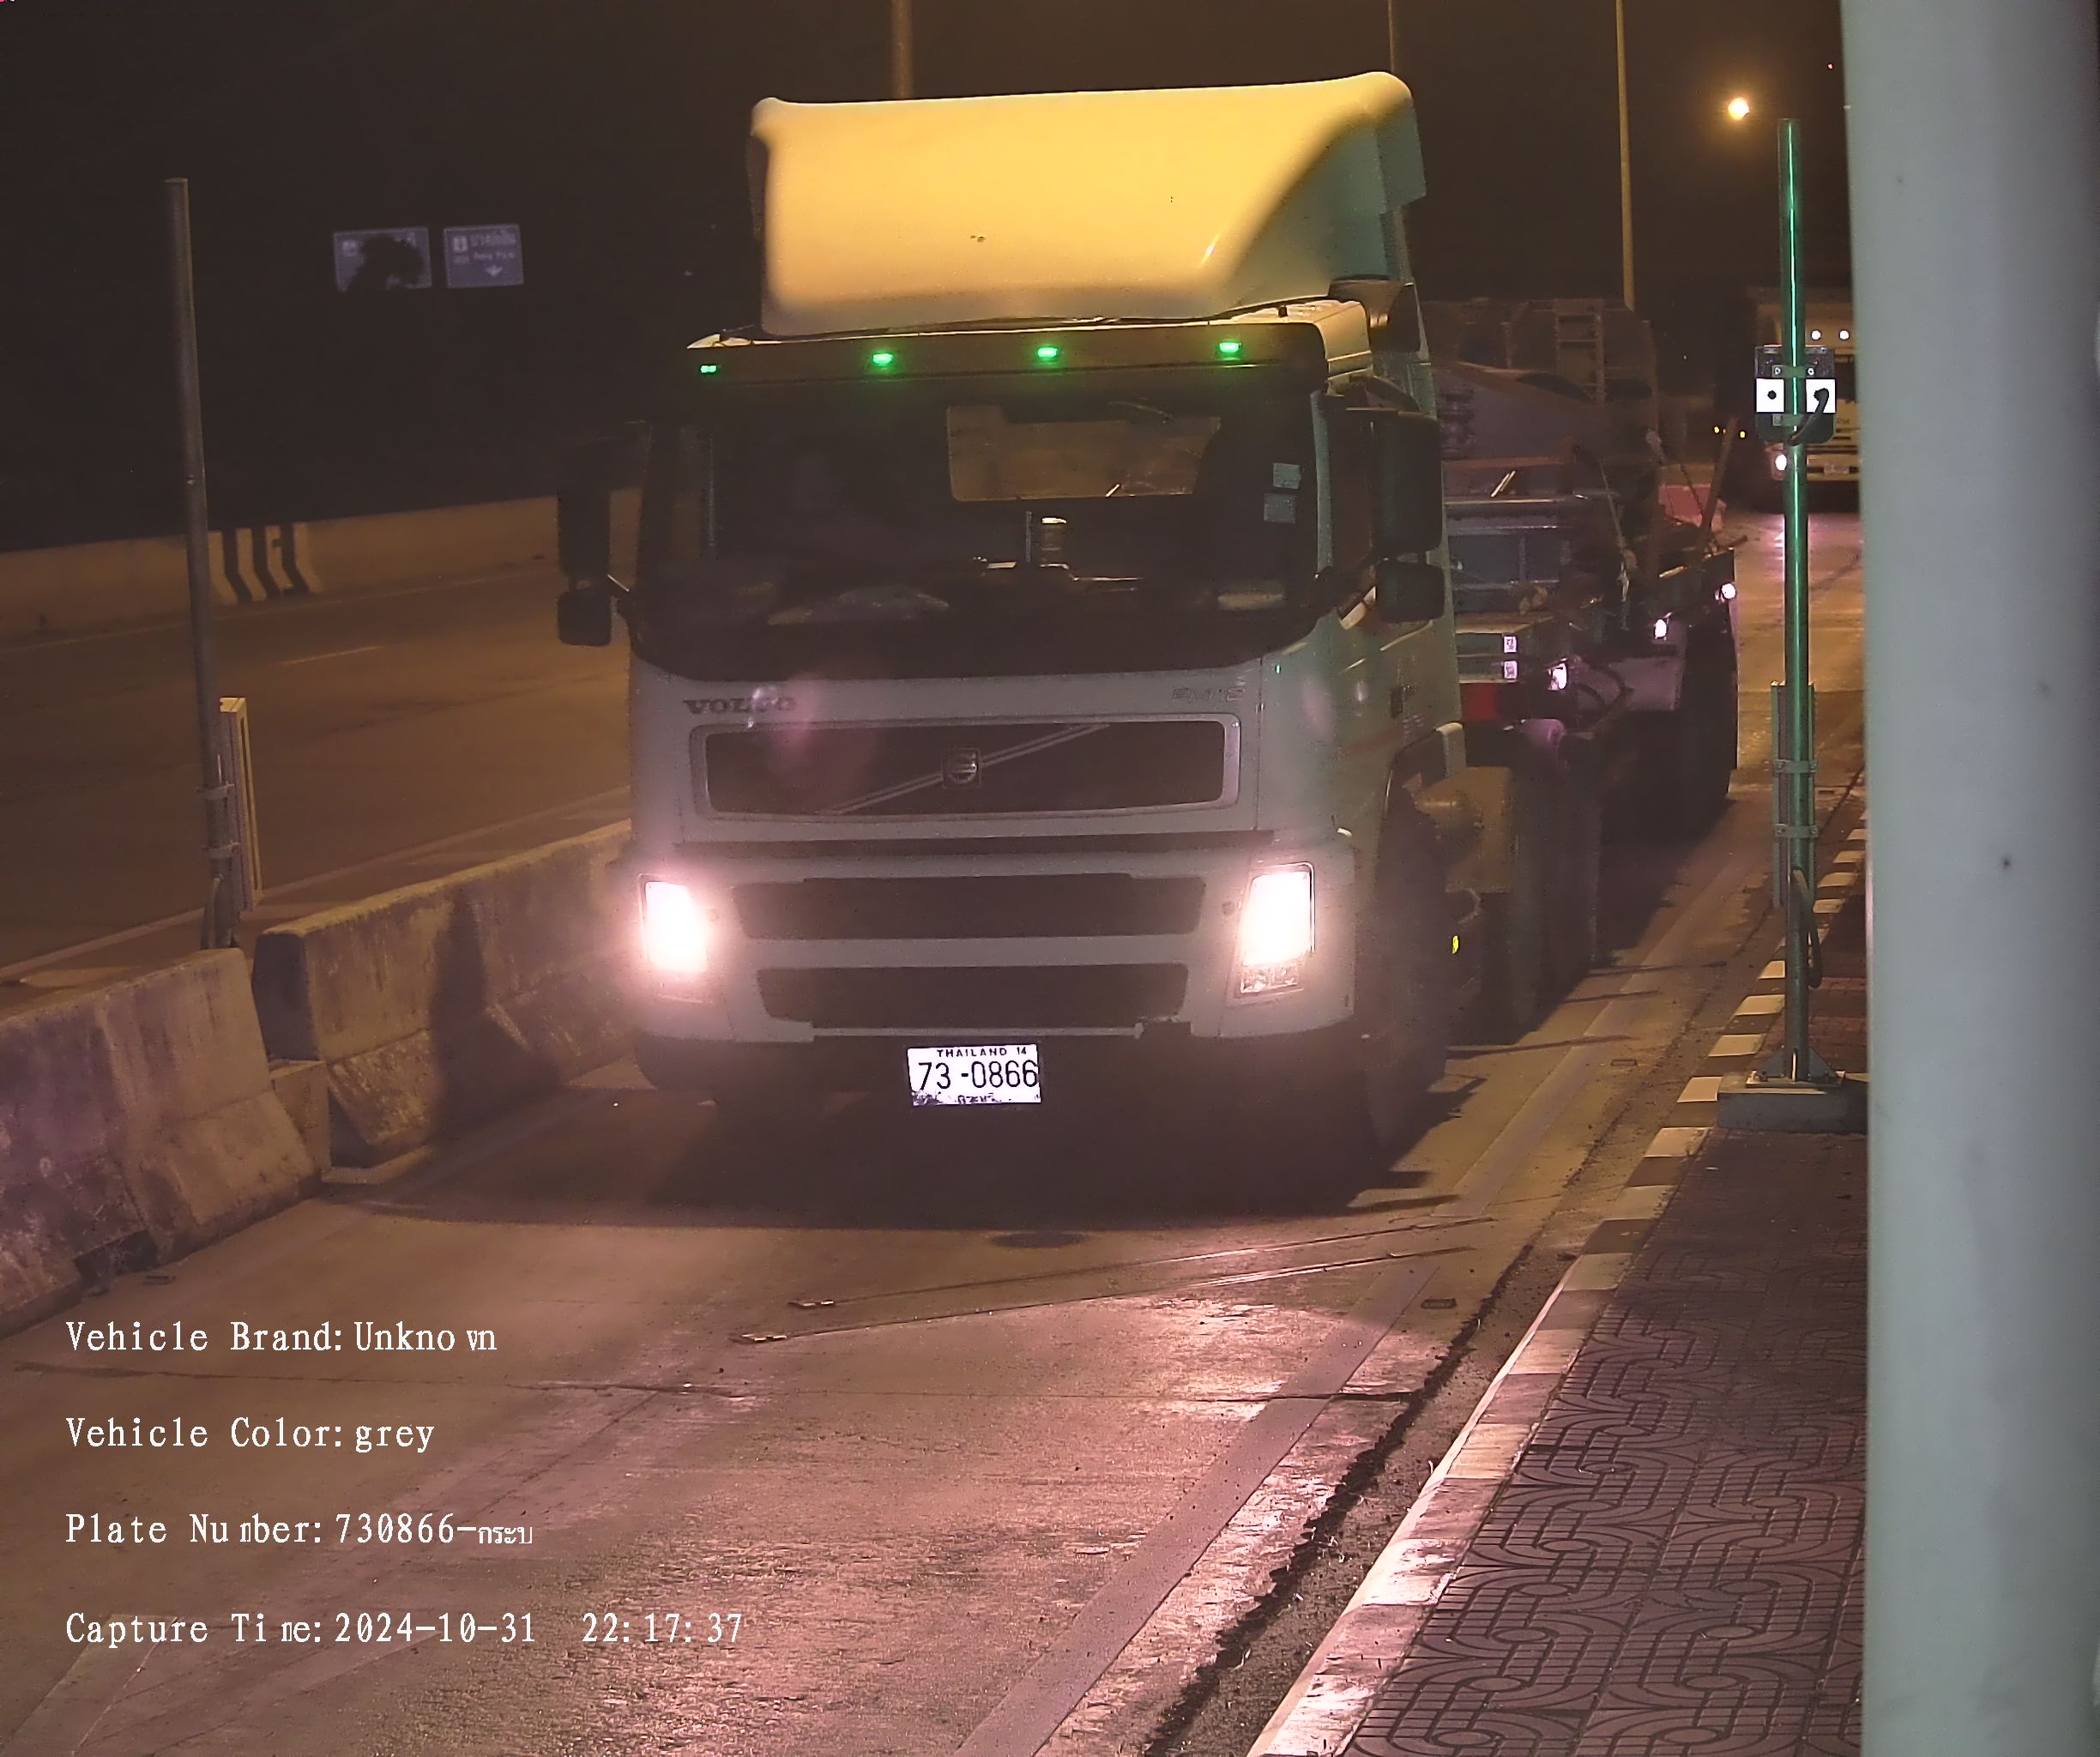 VOLVO
THAILAND 14
73-0866
Vehicle Brand:Unknown
Vehicle Color:grey
Plate Number:730866-กระบ
Capture Time:2024-10-31 22:17:37